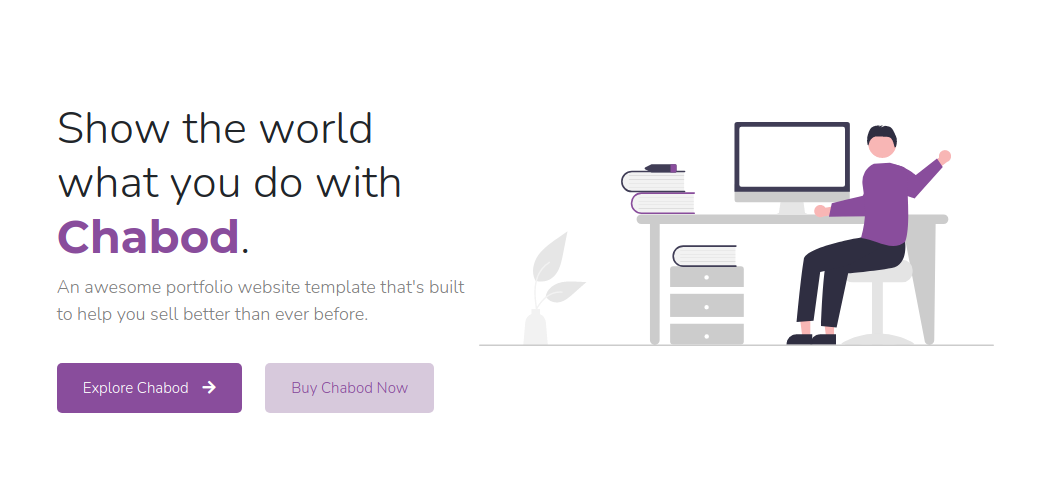 Show the world
what you do with
Chabod.
An awesome portfolio website template that's built
to help you sell better than ever before.
Explore Chabod
Buy Chabod Now